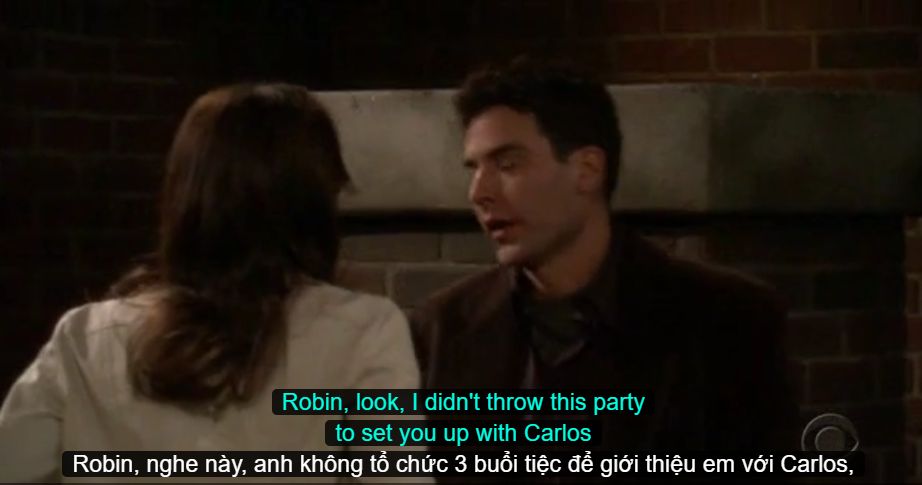 Robin, look, I didn't throw this party
to set you up with Carlos
Robin, nghe này, anh không tổ chức 3 buổi tiệc để giới thiệu em với Carlos,